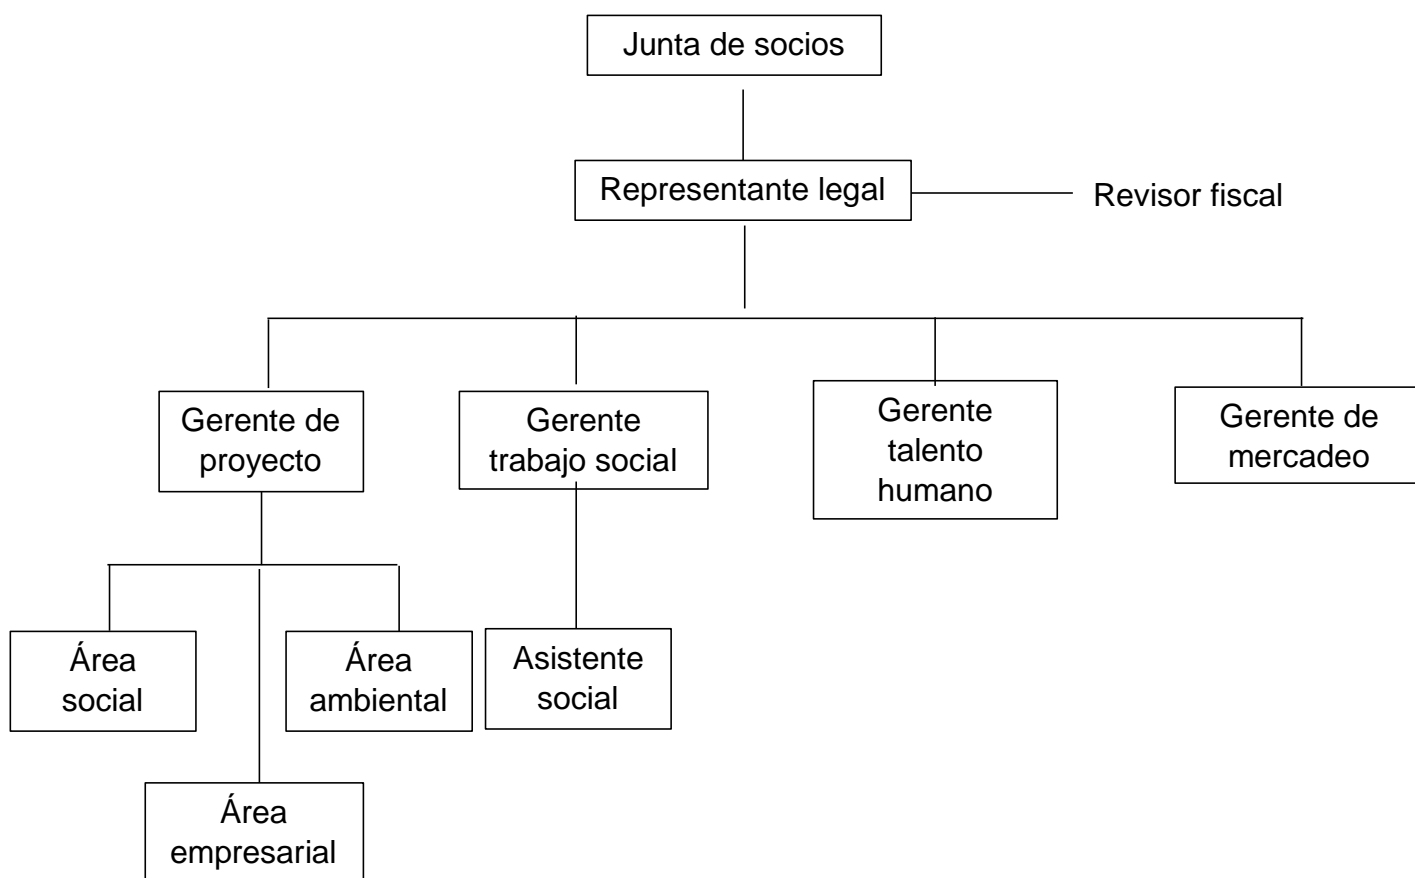 Junta de socios
Representante legal
Revisor fiscal
Gerente de
proyecto
Gerente
trabajo social
Gerente
talento
humano
Gerente de
mercadeo
Área
social
Área
ambiental
Asistente
social
Área
empresarial